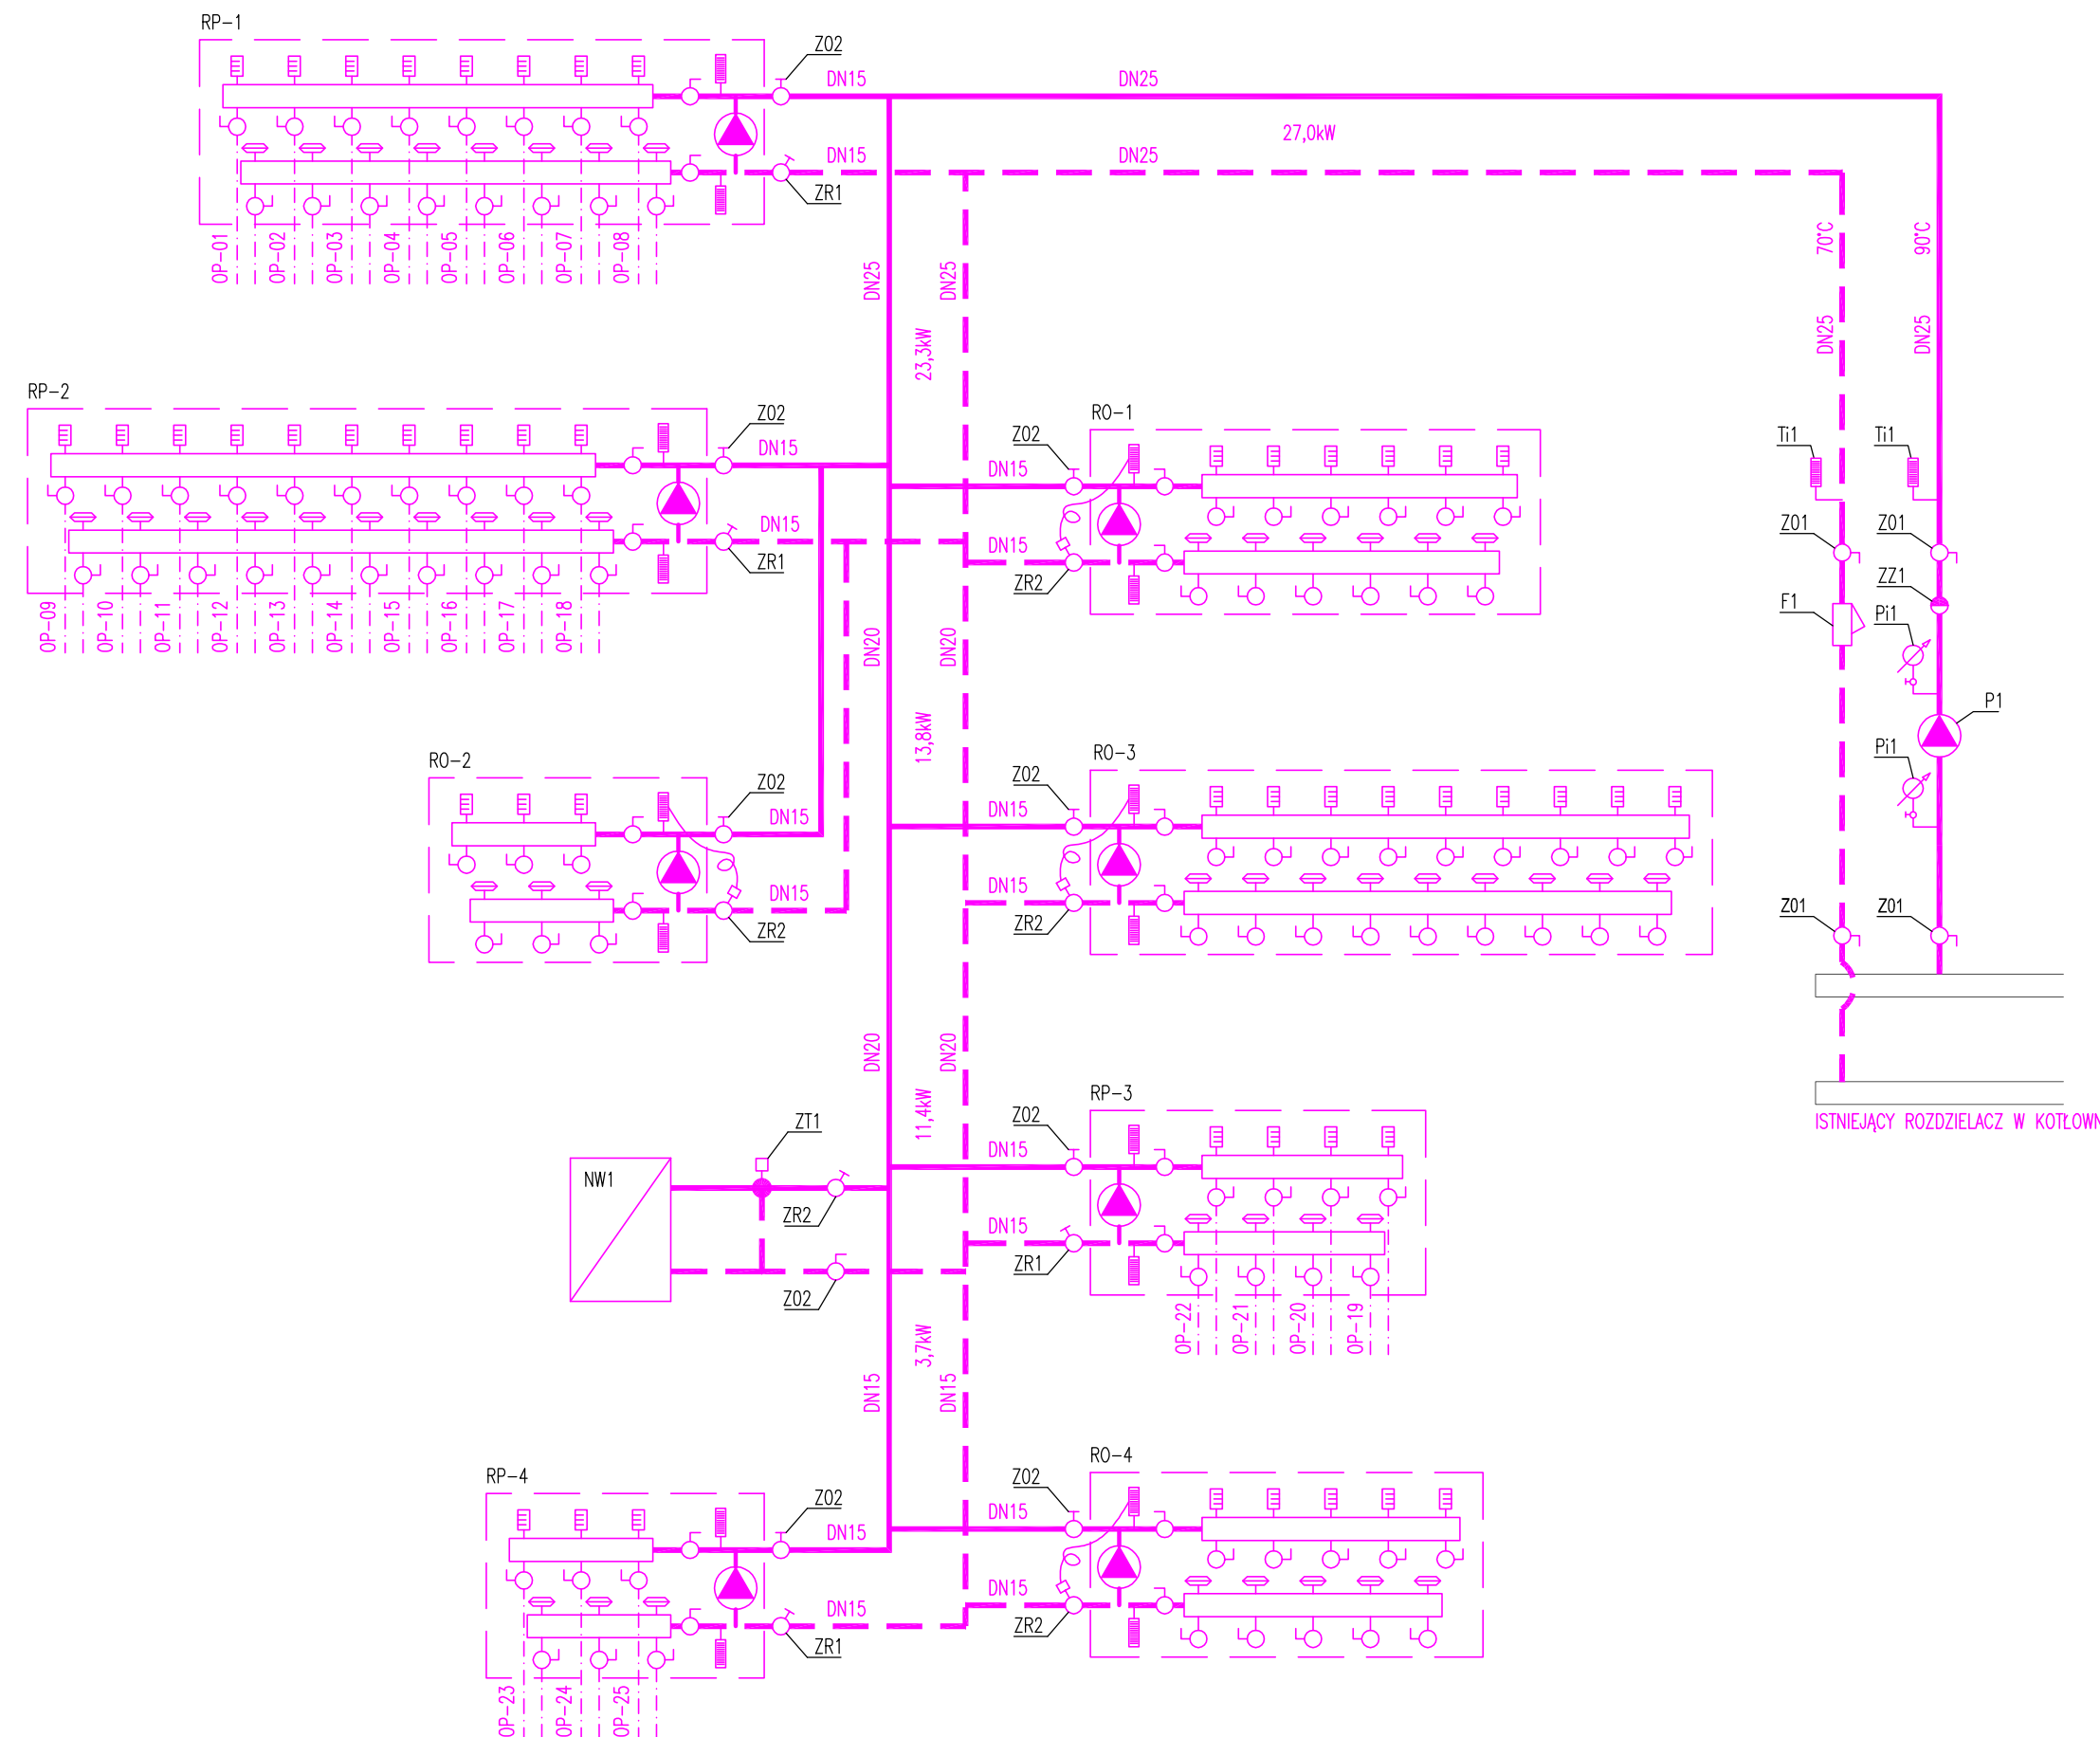 RP-1
Z02
DN15
DN25
27,0kW
DN15
DN25
ZR1
OP-01
OP-02
OP-03
OP-04
OP-05
OP-06
OP-07
OP-08
DN25
DN25
23,3kW
70°C
90°C
DN25
DN25
RP-2
Z02
DN15
DN15
ZR1
OP-09
OP-10
OP-11
OP-12
OP-13
OP-14
OP-15
OP-16
OP-17
OP-18
RO-1
Z02
DN15
DN15
ZR2
Ti1
Ti1
Z01
Z01
ZZ1
F1
Pi1
P1
Pi1
Z01
Z01
DN20
DN20
13,8kW
RO-2
Z02
DN15
DN15
ZR2
RO-3
Z02
DN15
DN15
ZR2
DN20
DN20
11,4kW
ISTNIEJĄCY ROZDZIELACZ W KOTŁOWN
ZT1
NW1
ZR2
Z02
RP-3
Z02
DN15
DN15
ZR1
OP-22
OP-21
OP-20
OP-19
3,7kW
DN15
DN15
RP-4
Z02
DN15
DN15
ZR1
OP-23
OP-24
OP-25
RO-4
Z02
DN15
DN15
ZR2